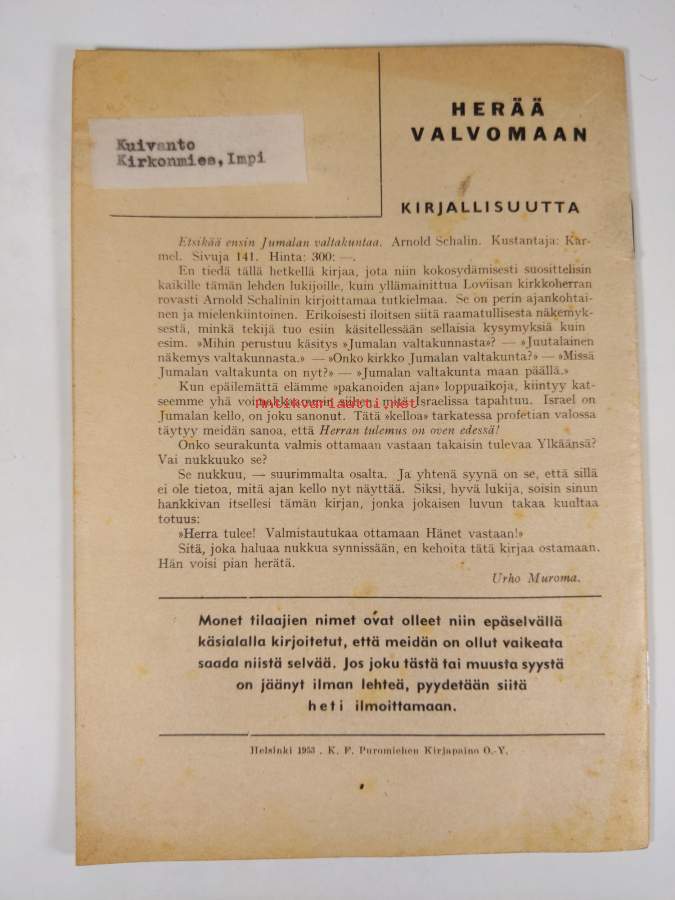 HERÄÄ
VALVOMAAN
Kuivanto
Kirkonmies, Impi
KIRJALLISUUTTA
Etsikää ensin Jumalan valtakuntaa. Arnold Schalin. Kustantaja: Kar-
mel. Sivuja 141. Hinta: 300: —.
En tiedä tällä hetkellä kirjaa, jota niin kokosydämisesti suosittelisin
kaikille tämän lehden lukijoille, kuin yllämainittua Loviisan kirkkoherran
rovasti Arnold Schalinin kirjoittamaa tutkielmaa. Se on perin ajankohtai-
nen ja mielenkiintoinen. Erikoisesti iloitsen siitä raamatullisesta näkemyk-
sestä, minkä tekijä tuo esiin käsitellessään sellaisia kysymyksiä kuin
esim. »Mihin perustuu käsitys »Jumalan valtakunnasta»? — »Juutalainen
näkemys valtakunnasta.» — »Onko kirkko Jumalan valtakunta?» — »Missä
Jumalan valtakunta on nyt?» — »Jumalan valtakunta maan päällä.»
Kun epäilemättä elämme »pakanoiden ajan» loppuaikoja, kiintyy kat-
seemme yhä voimakkaammin siihen, mitä Israelissa tapahtuu. Israel on
Antikvariaatti.net
Jumalan kello, on joku sanonut. Tätä »kelloa» tarkatessa profetian valossa
täytyy meidän sanoa, että Herran tulemus on oven edessä!
Onko seurakunta valmis ottamaan vastaan takaisin tulevaa Ylkäänsä?
Vai nukkuuko se?
Se nukkuu, — suurimmalta osalta. Ja yhtenä syynä on se, että sillä
ei ole tietoa, mitä ajan kello nyt näyttää. Siksi, hyvä lukija, soisin sinun
hankkivan itsellesi tämän kirjan, jonka jokaisen luvun takaa kuultaa
totuus:
»Herra tulee! Valmistautukaa ottamaan Hänet vastaan!»
Sitä, joka haluaa nukkua synnissään, en kehoita tätä kirjaa ostamaan.
Hän voisi pian herätä.
Urho Muroma.
Monet tilaajien nimet ovat olleet niin epäselvällä
käsialalla kirjoitetut, että meidän on ollut vaikeata
saada niistä selvää. Jos joku tästä tai muusta syystä
on jäänyt ilman lehteä, pyydetään siitä
heti ilmoittamaan.
Helsinki 1953 . K. F. Puromiehen Kirjapaino O.-Y.